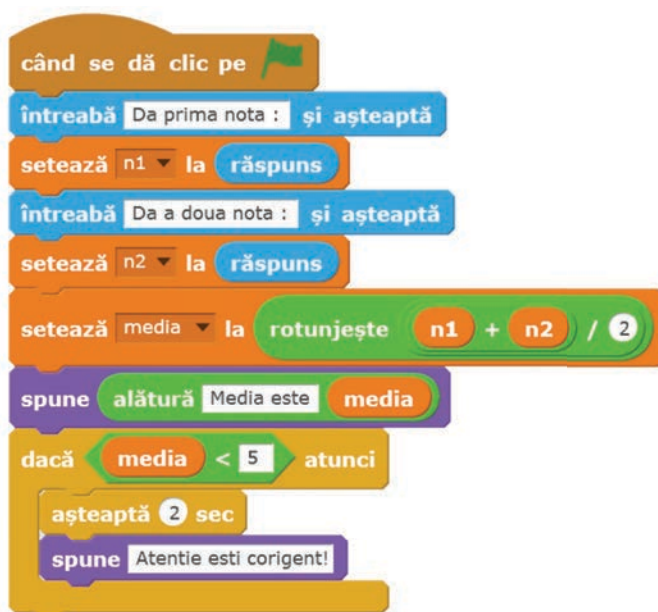 când se dă clic pe
întreabă Da prima nota : și așteaptă
setează n1 la răspuns
întreabă Da a doua nota : și așteaptă
setează n2 la răspuns
setează media la rotunjește n1 + n2 / 2
spune alătură Media este media
dacă media < 5 atunci
așteaptă 2 sec
spune Atentie esti corigent!